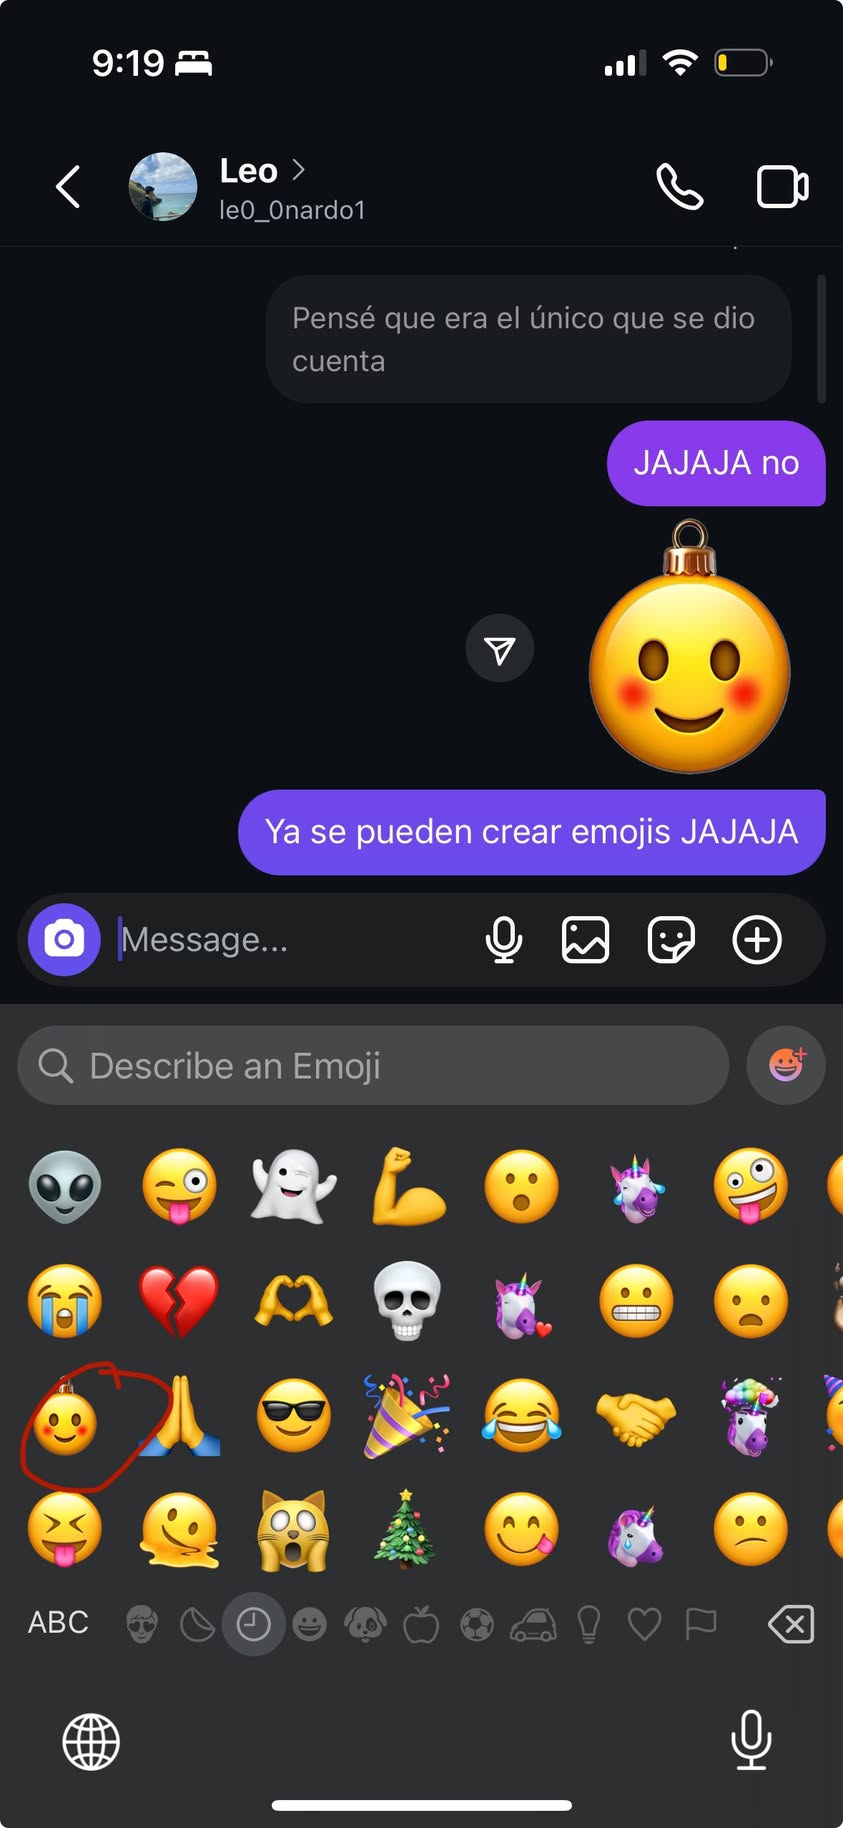 9:19
Leo
le0_0nardo1
Pensé que era el único que se dio
cuenta
JAJAJA no
Ya se pueden crear emojis JAJAJA
Message...
Describe an Emoji
ABC